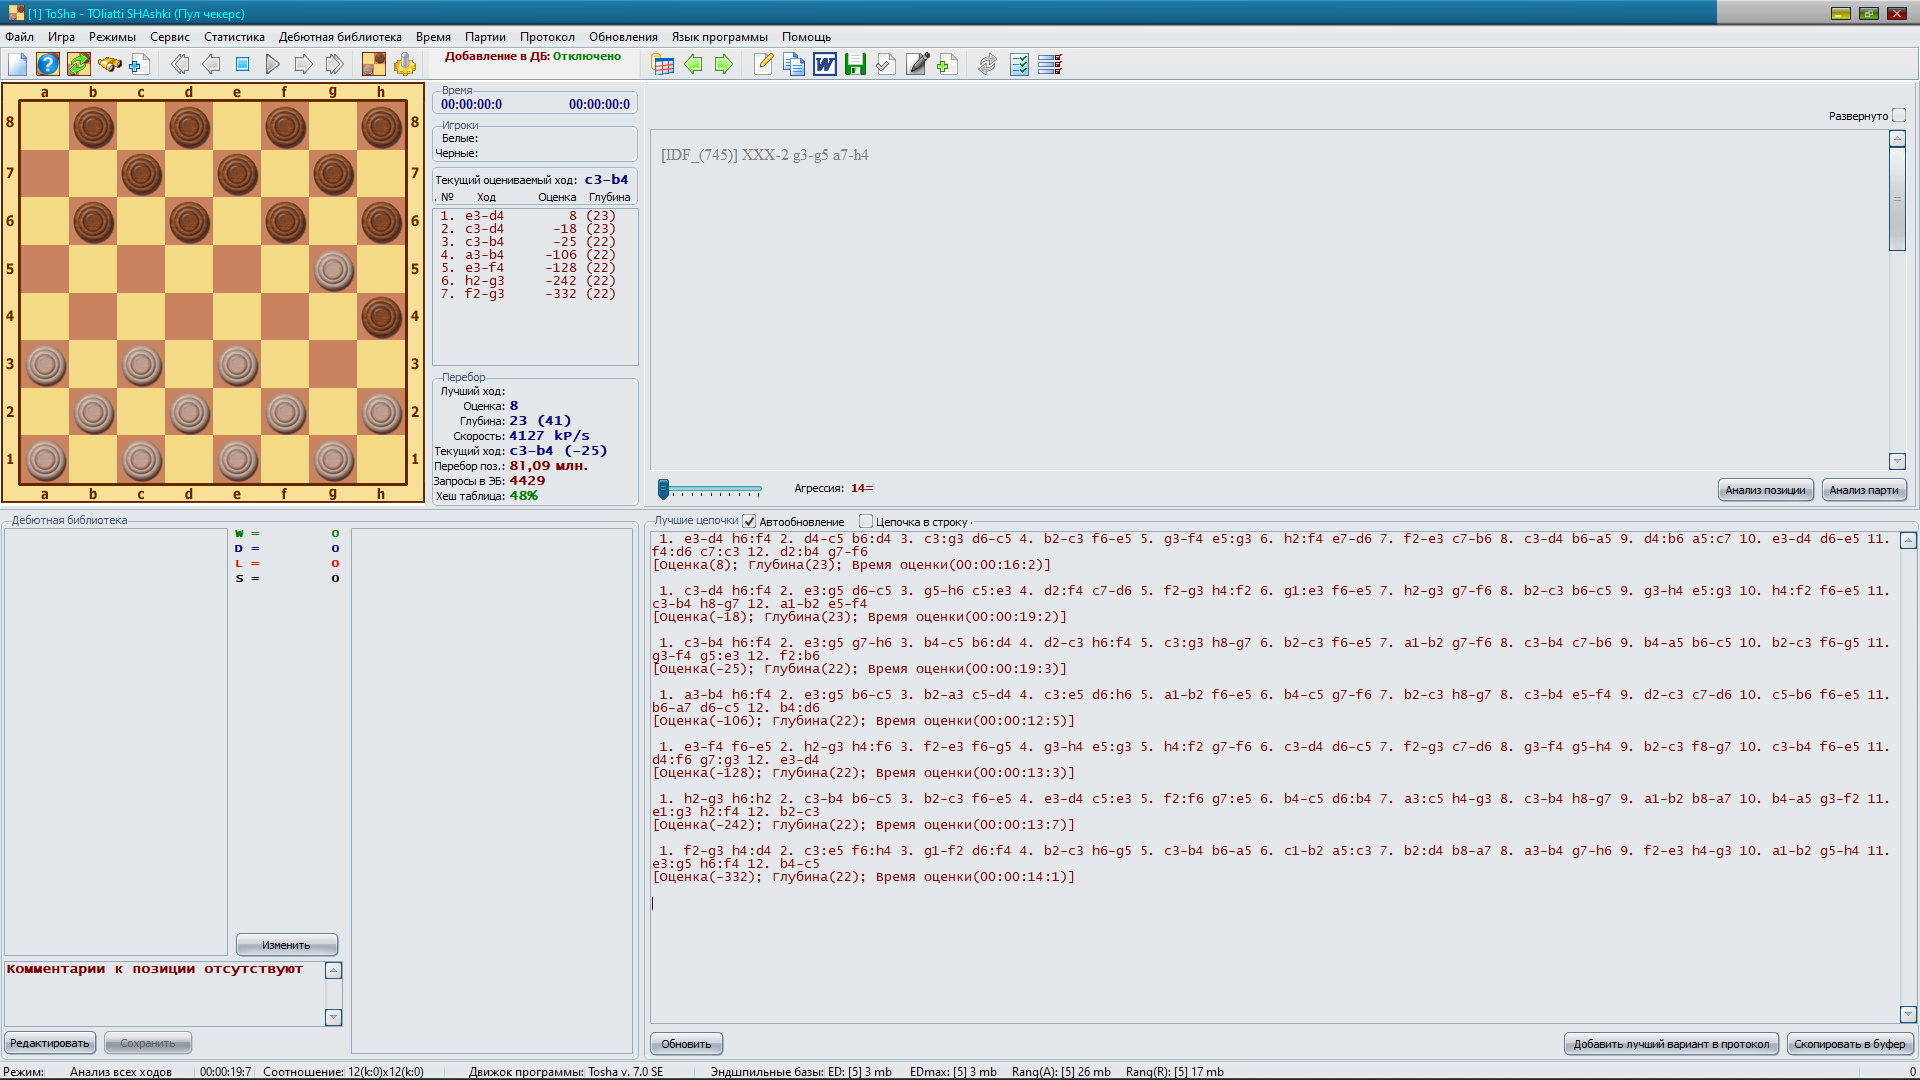 [1] ToSha - TOliatti SHAshki (Пул чекерс)
Файл Игра Режимы Сервис Статистика Дебютная библиотека Время Партии Протокол Обновления Язык программы Помощь
Добавление в ДБ: Отключено
a b c d e f g h
8 8
7 7
6 6
5 5
4 4
3 3
2 2
1 1
a b c d e f g h
Время
00:00:00:0 00:00:00:0
Игроки
Белые:
Черные:
Текущий оцениваемый ход: c3-b4
. № Ход Оценка Глубина
1. e3-d4 8 (23)
2. c3-d4 -18 (23)
3. c3-b4 -25 (22)
4. a3-b4 -106 (22)
5. e3-f4 -128 (22)
6. h2-g3 -242 (22)
7. f2-g3 -332 (22)
Перебор
Лучший ход:
Оценка: 8
Глубина: 23 (41)
Скорость: 4127 kP/s
Текущий ход: c3-b4 (-25)
Перебор поз.: 81,09 млн.
Запросы в ЭБ: 4429
Хеш таблица: 48%
Развернуто
[IDF_(745)] XXX-2 g3-g5 a7-h4
Агрессия: 14=
Анализ позиции Анализ парти
Дебютная библиотека
W = 0
D = 0
L = 0
S = 0
Изменить
Комментарии к позиции отсутствуют
Редактировать Сохранить
Лучшие цепочки Автообновление Цепочка в строку
1. e3-d4 h6:f4 2. d4-c5 b6:d4 3. c3:g3 d6-c5 4. b2-c3 f6-e5 5. g3-f4 e5:g3 6. h2:f4 e7-d6 7. f2-e3 c7-b6 8. c3-d4 b6-a5 9. d4:b6 a5:c7 10. e3-d4 d6-e5 11.
f4:d6 c7:c3 12. d2:b4 g7-f6
[Оценка(8); Глубина(23); Время оценки(00:00:16:2)]
1. c3-d4 h6:f4 2. e3:g5 d6-c5 3. g5-h6 c5:e3 4. d2:f4 c7-d6 5. f2-g3 h4:f2 6. g1:e3 f6-e5 7. h2-g3 g7-f6 8. b2-c3 b6-c5 9. g3-h4 e5:g3 10. h4:f2 f6-e5 11.
c3-b4 h8-g7 12. a1-b2 e5-f4
[Оценка(-18); Глубина(23); Время оценки(00:00:19:2)]
1. c3-b4 h6:f4 2. e3:g5 g7-h6 3. b4-c5 b6:d4 4. d2-c3 h6:f4 5. c3:g3 h8-g7 6. b2-c3 f6-e5 7. a1-b2 g7-f6 8. c3-b4 c7-b6 9. b4-a5 b6-c5 10. b2-c3 f6-g5 11.
g3-f4 g5:e3 12. f2:b6
[Оценка(-25); Глубина(22); Время оценки(00:00:19:3)]
1. a3-b4 h6:f4 2. e3:g5 b6-c5 3. b2-a3 c5-d4 4. c3:e5 d6:h6 5. a1-b2 f6-e5 6. b4-c5 g7-f6 7. b2-c3 h8-g7 8. c3-b4 e5-f4 9. d2-c3 c7-d6 10. c5-b6 f6-e5 11.
b6-a7 d6-c5 12. b4:d6
[Оценка(-106); Глубина(22); Время оценки(00:00:12:5)]
1. e3-f4 f6-e5 2. h2-g3 h4:f6 3. f2-e3 f6-g5 4. g3-h4 e5:g3 5. h4:f2 g7-f6 6. c3-d4 d6-c5 7. f2-g3 c7-d6 8. g3-f4 g5-h4 9. b2-c3 f8-g7 10. c3-b4 f6-e5 11.
d4:f6 g7:g3 12. e3-d4
[Оценка(-128); Глубина(22); Время оценки(00:00:13:3)]
1. h2-g3 h6:h2 2. c3-b4 b6-c5 3. b2-c3 f6-e5 4. e3-d4 c5:e3 5. f2:f6 g7:e5 6. b4-c5 d6:b4 7. a3:c5 h4-g3 8. c3-b4 h8-g7 9. a1-b2 b8-a7 10. b4-a5 g3-f2 11.
e1:g3 h2:f4 12. b2-c3
[Оценка(-242); Глубина(22); Время оценки(00:00:13:7)]
1. f2-g3 h4:d4 2. c3:e5 f6:h4 3. g1-f2 d6:f4 4. b2-c3 h6-g5 5. c3-b4 b6-a5 6. c1-b2 a5:c3 7. b2:d4 b8-a7 8. a3-b4 g7-h6 9. f2-e3 h4-g3 10. a1-b2 g5-h4 11.
e3:g5 h6:f4 12. b4-c5
[Оценка(-332); Глубина(22); Время оценки(00:00:14:1)]
Обновить Добавить лучший вариант в протокол Скопировать в буфер
Режим: Анализ всех ходов 00:00:19:7 Соотношение: 12(k:0)x12(k:0) Движок программы: Tosha v. 7.0 SE Эндшпильные базы: ED: [5] 3 mb EDmax: [5] 3 mb Rang(A): [5] 26 mb Rang(R): [5] 17 mb 0